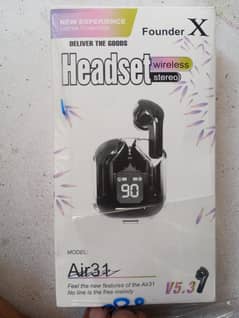 NEW EXPERIENCE
Founder X
DELIVER THE GOODS
Headset
wireless
stereo
90
MODEL:
Air31
Feel the new features of the Air31
No line is the free melody
V5.3